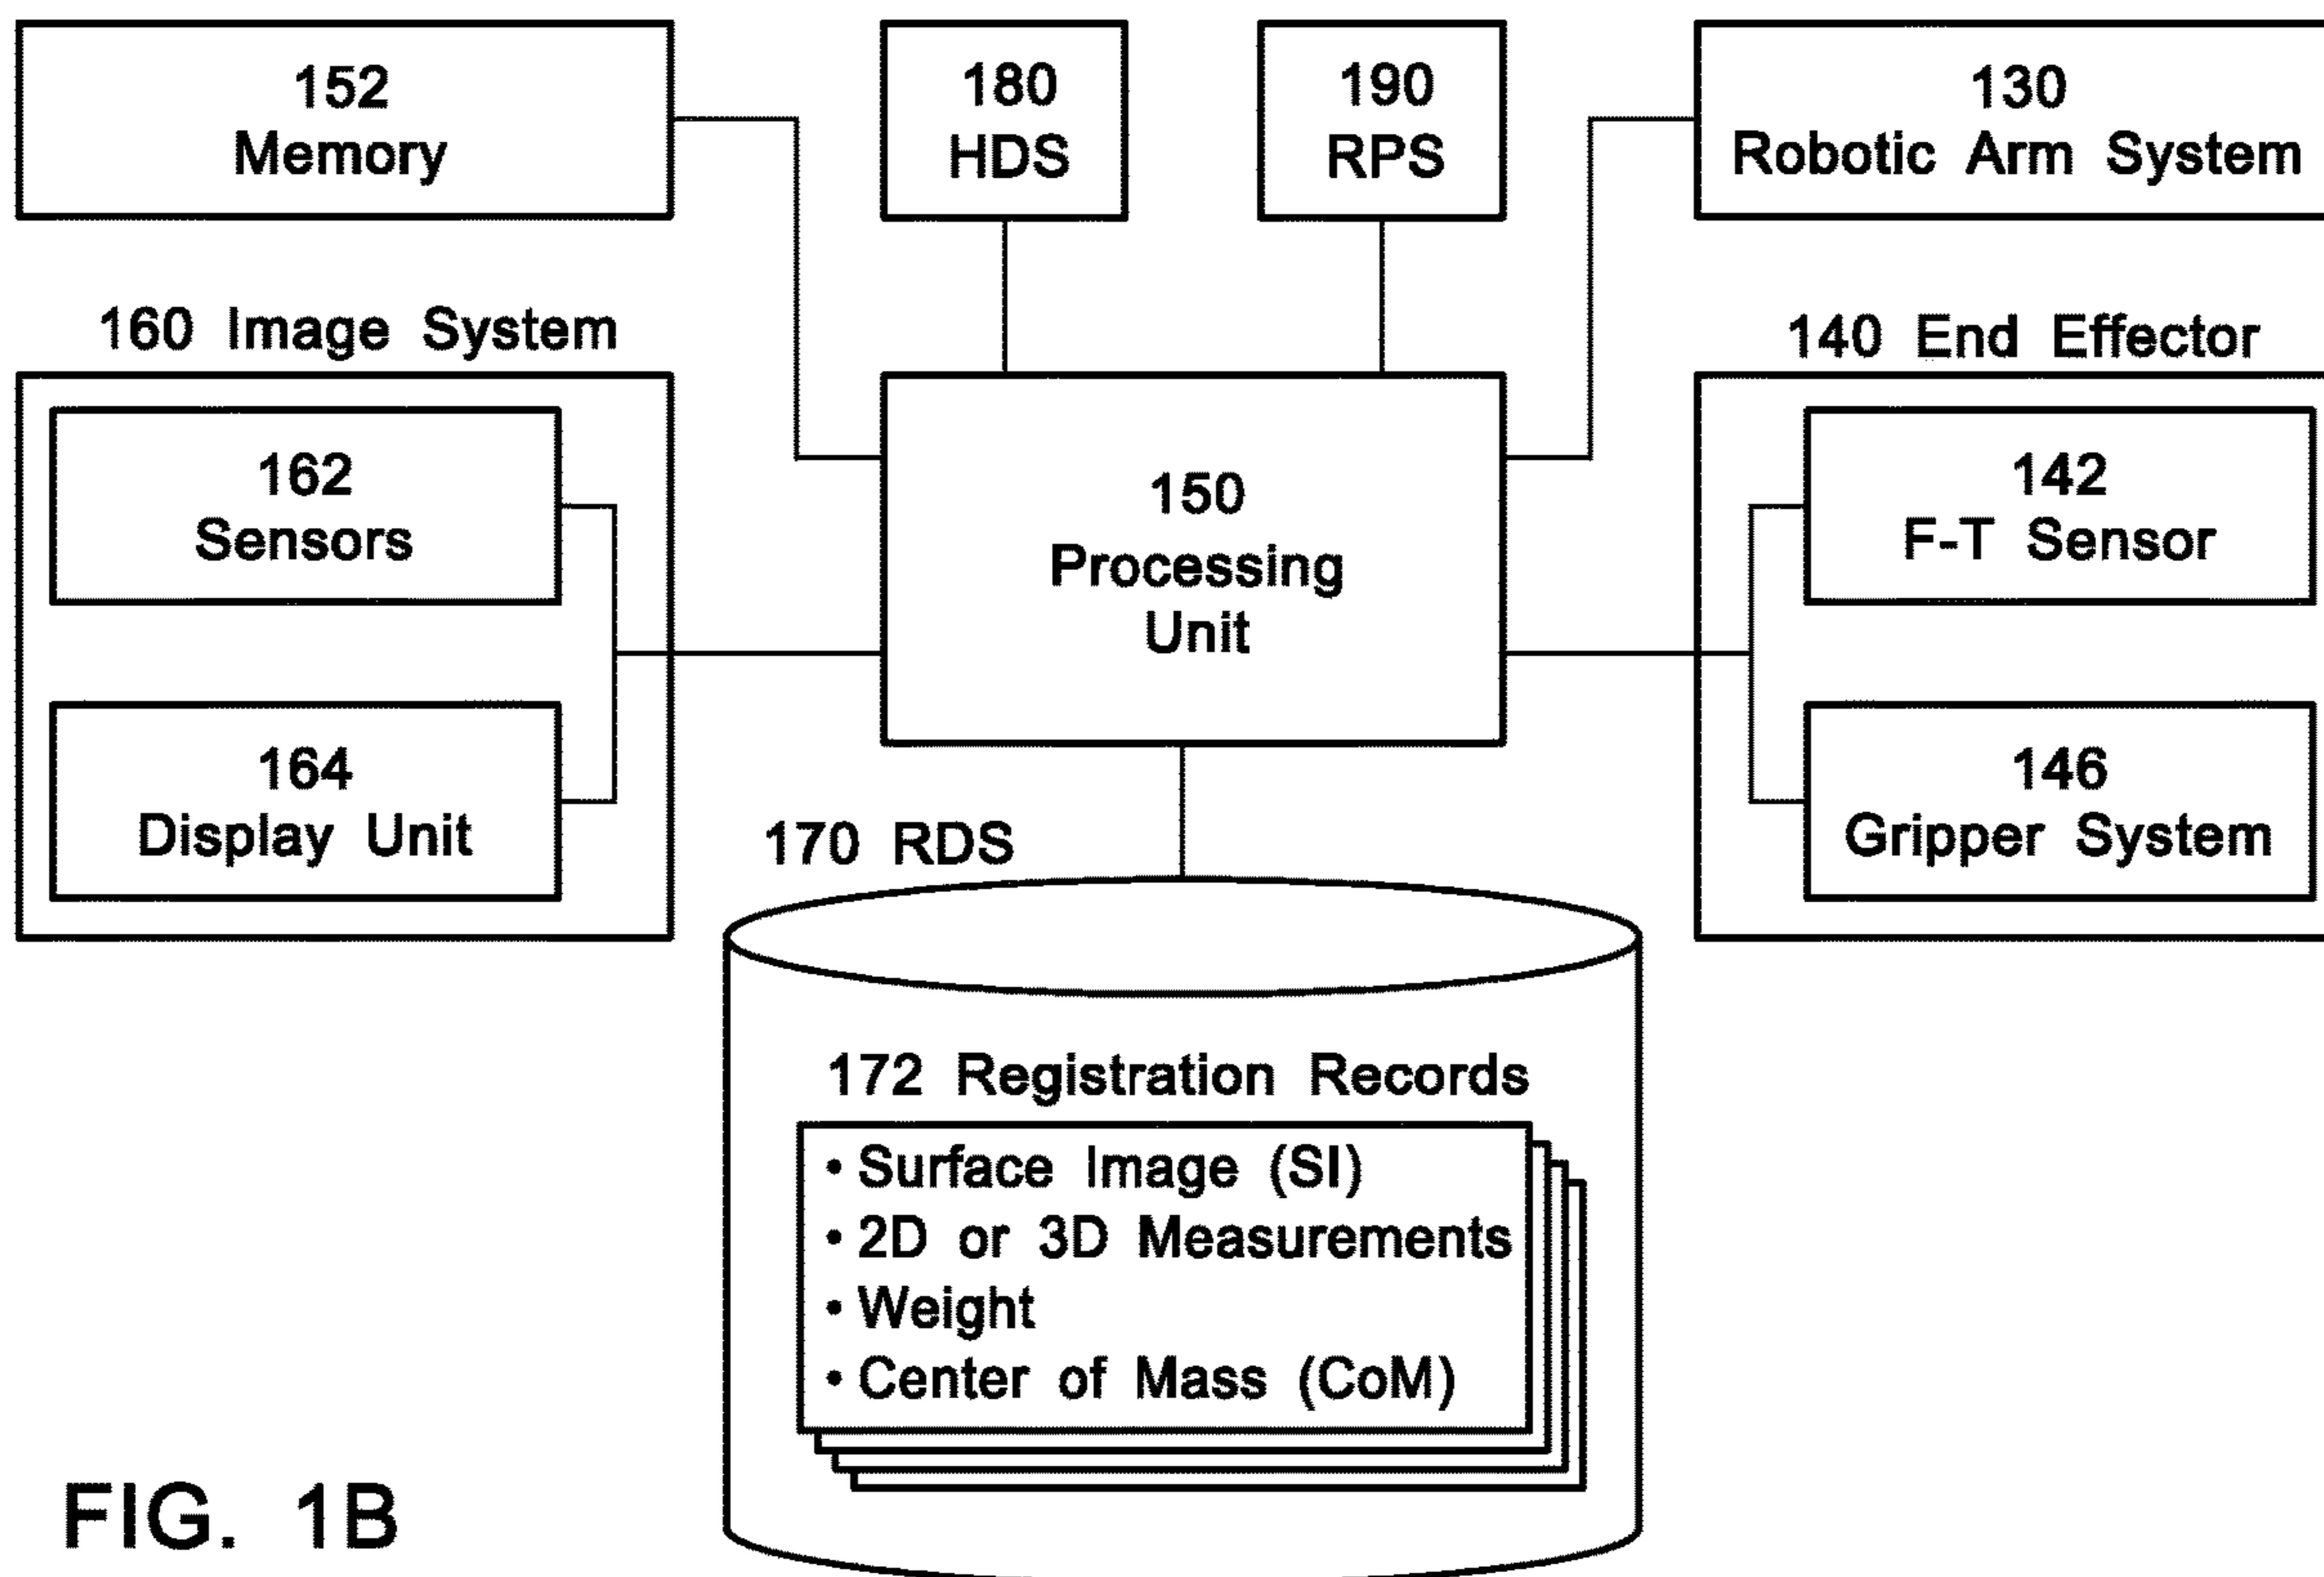 152
Memory
180
HDS
190
RPS
130
Robotic Arm System
160 Image System
162
Sensors
164
Display Unit
150
Processing
Unit
140 End Effector
142
F-T Sensor
146
Gripper System
170 RDS
172 Registration Records
• Surface Image (SI)
• 2D or 3D Measurements
• Weight
• Center of Mass (CoM)
FIG. 1B